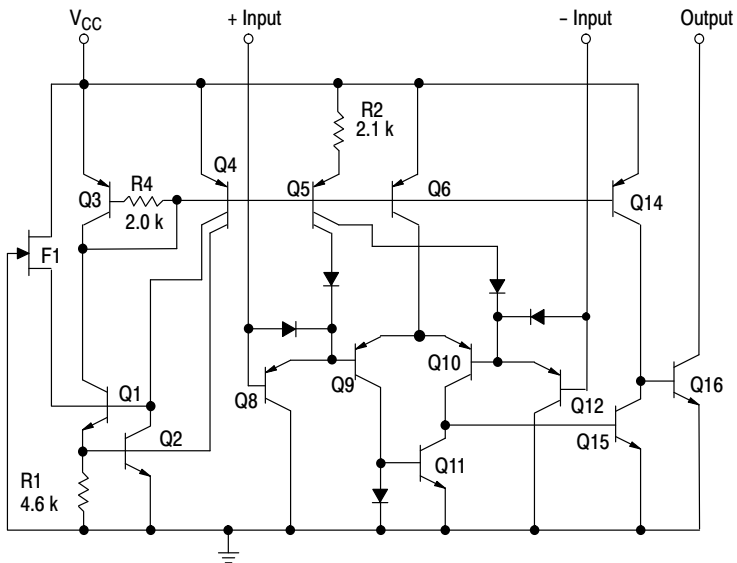 VCC
+ Input
– Input
Output
R2
2.1 k
Q3
R4
2.0 k
Q4
Q5
Q6
Q14
F1
Q1
Q2
Q8
Q9
Q10
Q12
Q16
Q15
Q11
R1
4.6 k